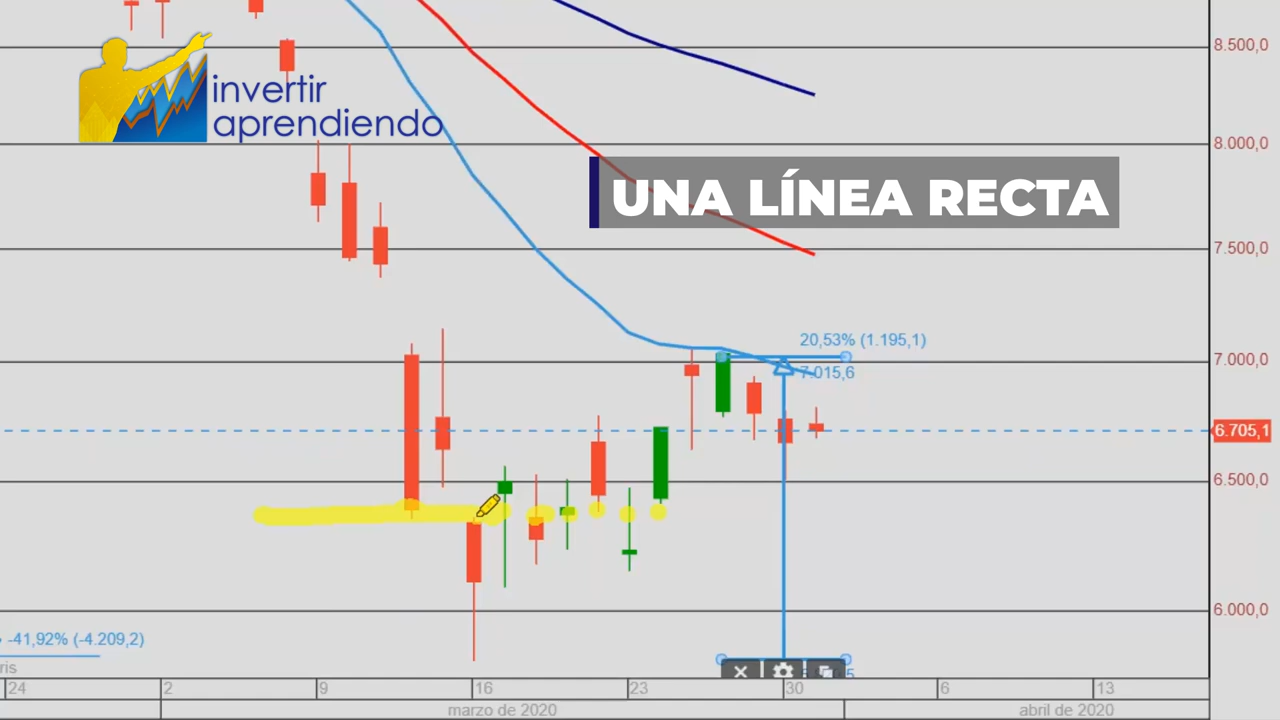 8.500,0
invertir
aprendiendo
8.000,0
UNA LÍNEA RECTA
7.500,0
20,53% (1.195,1)
7.000,0
7.015,6
6.705,1
6.500,0
6.000,0
-41,92% (-4.209,2)
ris
24 2 9 16 23 30 6 13
marzo de 2020 abril de 2020